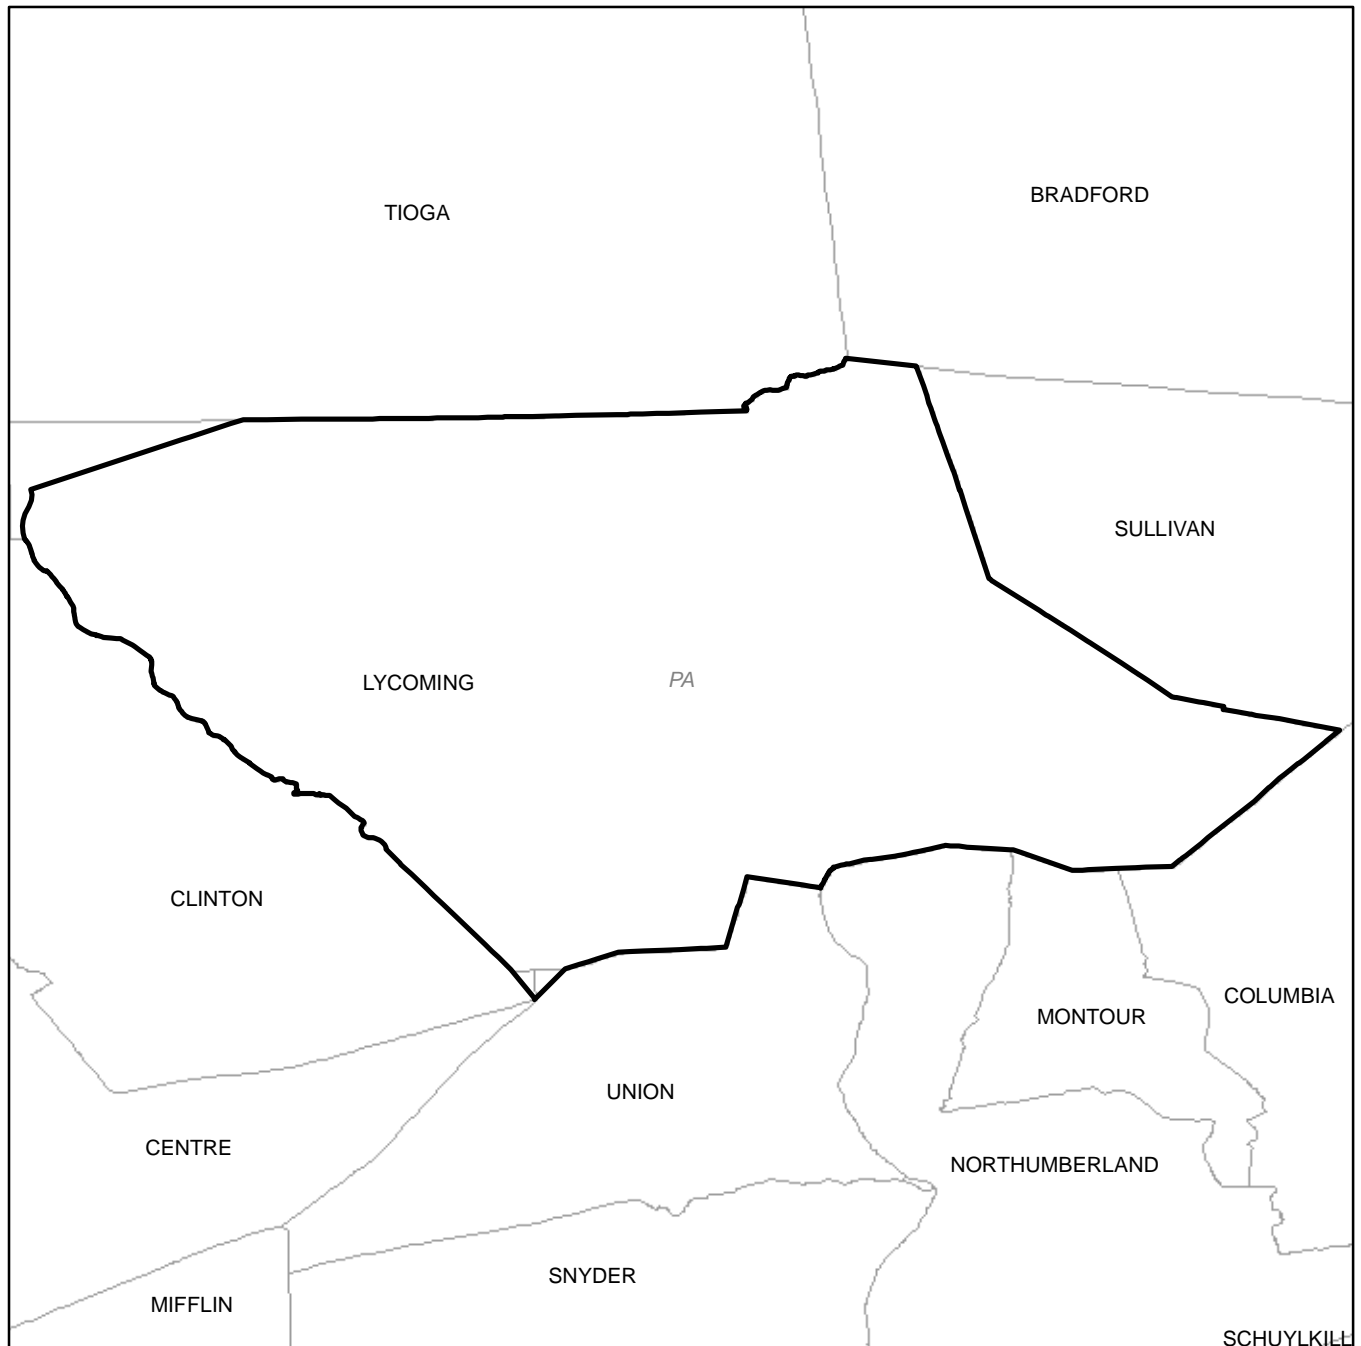 BRADFORD
TIOGA
SULLIVAN
LYCOMING
PA
CLINTON
COLUMBIA
MONTOUR
UNION
CENTRE
NORTHUMBERLAND
SNYDER
MIFFLIN
SCHUYLKILL